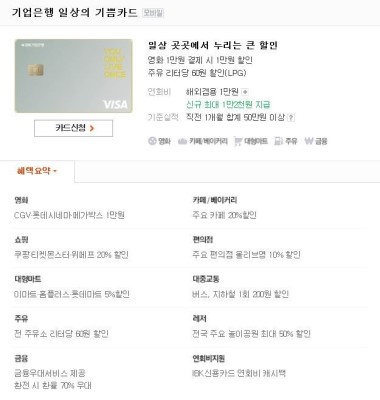 기업은행 일상의 기쁨카드 모바일
VISA
카드신청
일상 곳곳에서 누리는 큰 할인
영화 1만원 결제 시 1만원 할인
주유 리터당 60원 할인(LPG)
연회비 해외겸용 1만원
신규 최대 1만2천원 지급
기준실적 직전 1개월 합계 50만원 이상 ?
영화 카페/베이커리 대형마트 주유 금융
혜택요약
영화
CGV·롯데시네마·메가박스 1만원
카페/베이커리
주요 카페 20%할인
쇼핑
쿠팡·티켓몬스터·위메프 20% 할인
편의점
주요 편의점 올리브영 10% 할인
대형마트
이마트·홈플러스·롯데마트 5%할인
대중교통
버스, 지하철 1회 200원 할인
주유
전 주유소 리터당 60원 할인
레저
전국 주요 놀이공원 최대 50% 할인
금융
금융우대서비스 제공
환전 시 환율 70% 우대
연회비지원
IBK신용카드 연회비 캐시백